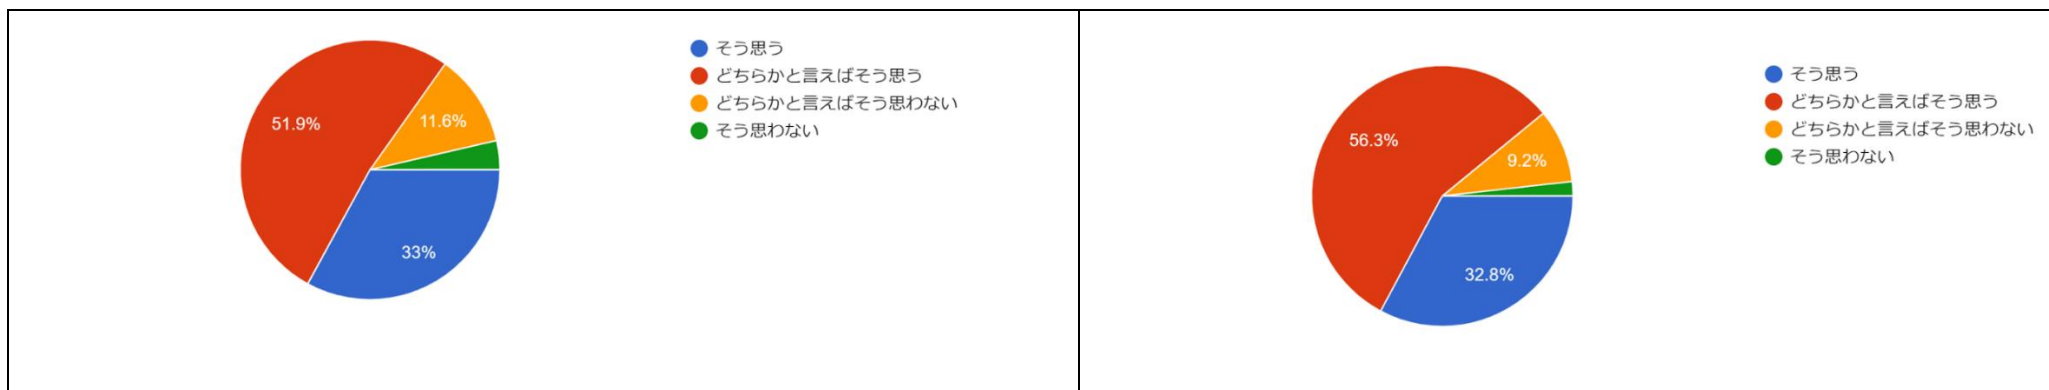 そう思う
どちらかと言えばそう思う
どちらかと言えばそう思わない
そう思わない
51.9%
11.6%
33%
そう思う
どちらかと言えばそう思う
どちらかと言えばそう思わない
そう思わない
56.3%
9.2%
32.8%